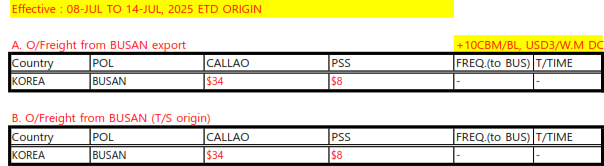 Effective : 08-JUL TO 14-JUL, 2025 ETD ORIGIN
A. O/Freight from BUSAN export +10CBM/BL, USD3/W.M DC
Country POL CALLAO PSS FREQ.(to BUS) T/TIME
KOREA BUSAN $34 $8 - -
B. O/Freight from BUSAN (T/S origin)
Country POL CALLAO PSS FREQ.(to BUS) T/TIME
KOREA BUSAN $34 $8 - -